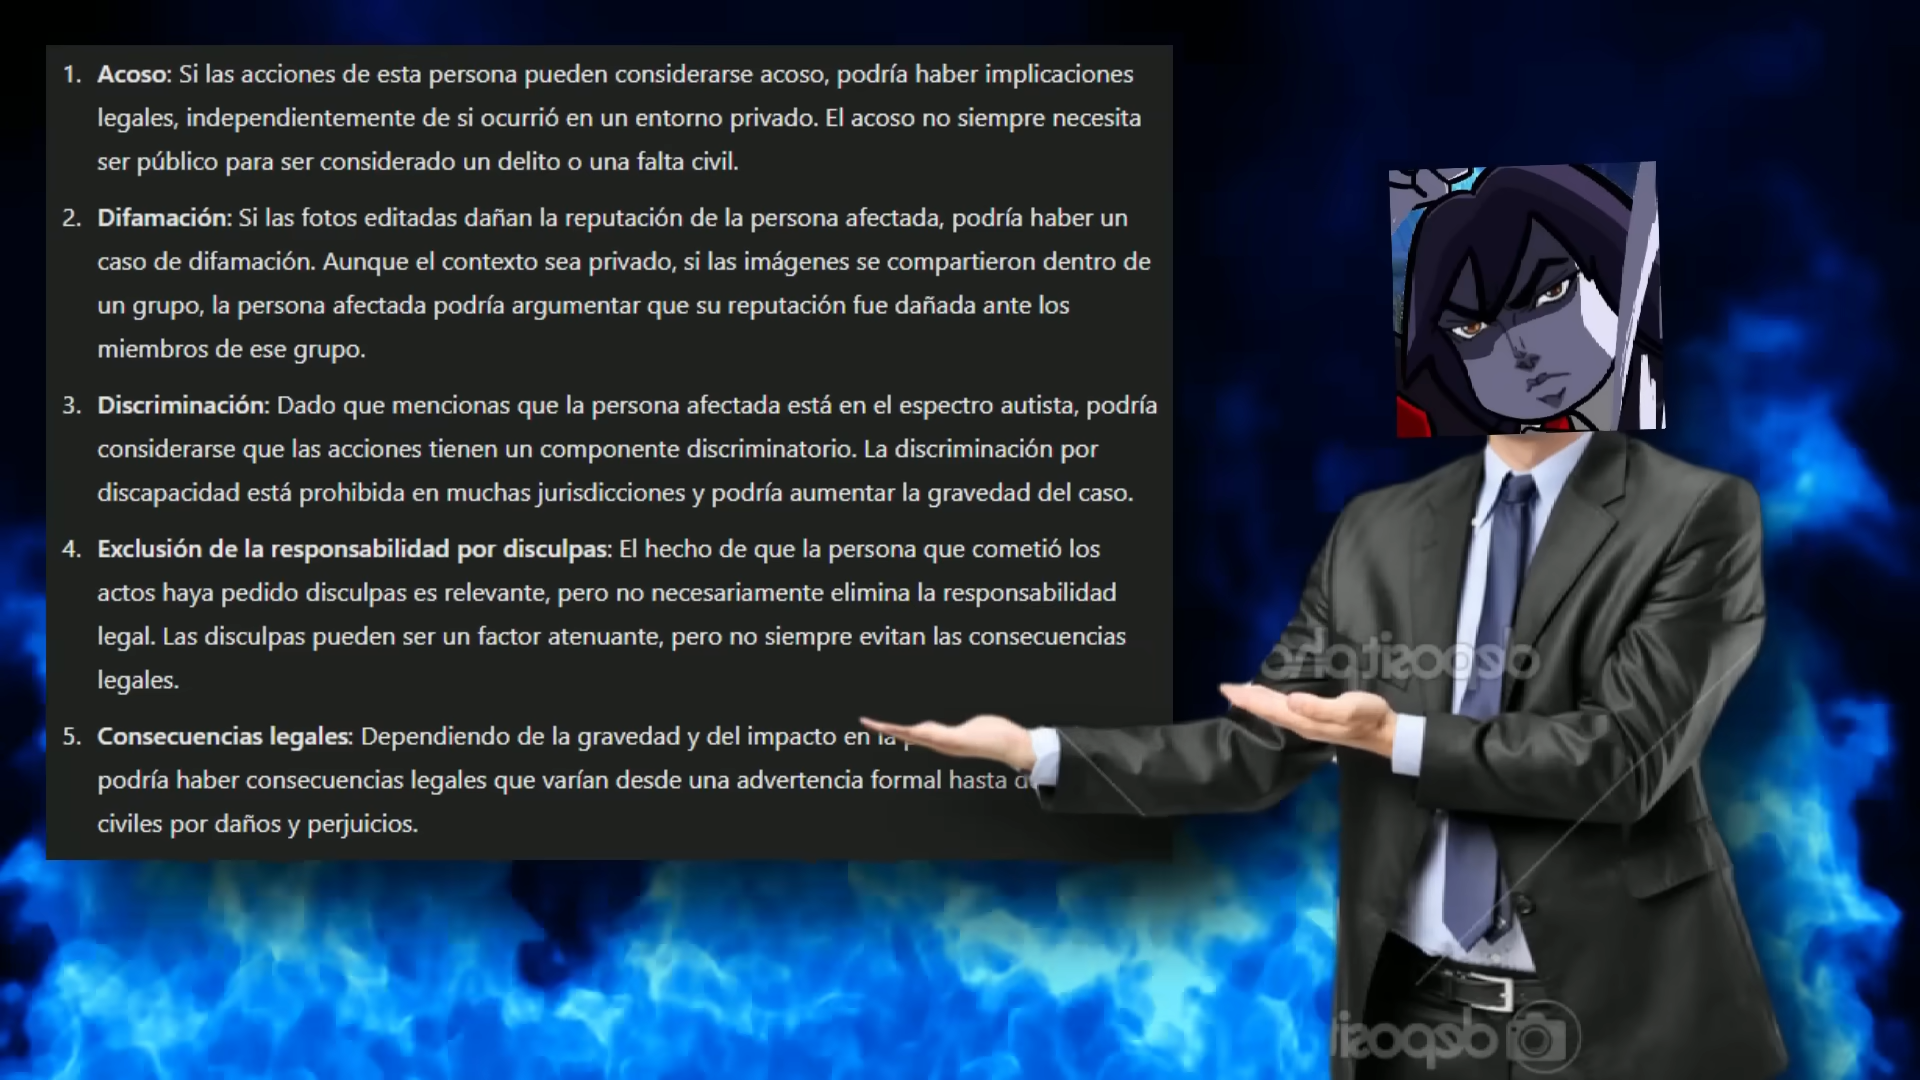 1. Acoso: Si las acciones de esta persona pueden considerarse acoso, podría haber implicaciones
legales, independientemente de si ocurrió en un entorno privado. El acoso no siempre necesita
ser público para ser considerado un delito o una falta civil.
2. Difamación: Si las fotos editadas dañan la reputación de la persona afectada, podría haber un
caso de difamación. Aunque el contexto sea privado, si las imágenes se compartieron dentro de
un grupo, la persona afectada podría argumentar que su reputación fue dañada ante los
miembros de ese grupo.
3. Discriminación: Dado que mencionas que la persona afectada está en el espectro autista, podría
considerarse que las acciones tienen un componente discriminatorio. La discriminación por
discapacidad está prohibida en muchas jurisdicciones y podría aumentar la gravedad del caso.
4. Exclusión de la responsabilidad por disculpas: El hecho de que la persona que cometió los
actos haya pedido disculpas es relevante, pero no necesariamente elimina la responsabilidad
legal. Las disculpas pueden ser un factor atenuante, pero no siempre evitan las consecuencias
legales.
5. Consecuencias legales: Dependiendo de la gravedad y del impacto en la
podría haber consecuencias legales que varían desde una advertencia formal hasta
civiles por daños y perjuicios.